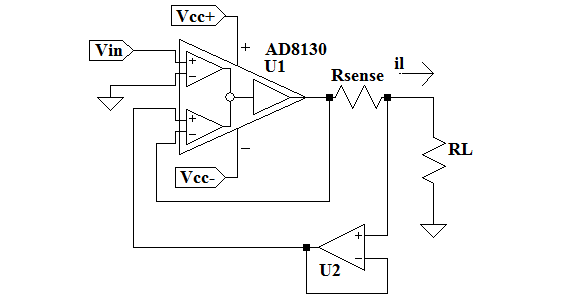 Vcc+
Vin
+
AD8130
U1
+
−
Rsense
il
+
−
RL
−
Vcc-
+
−
U2